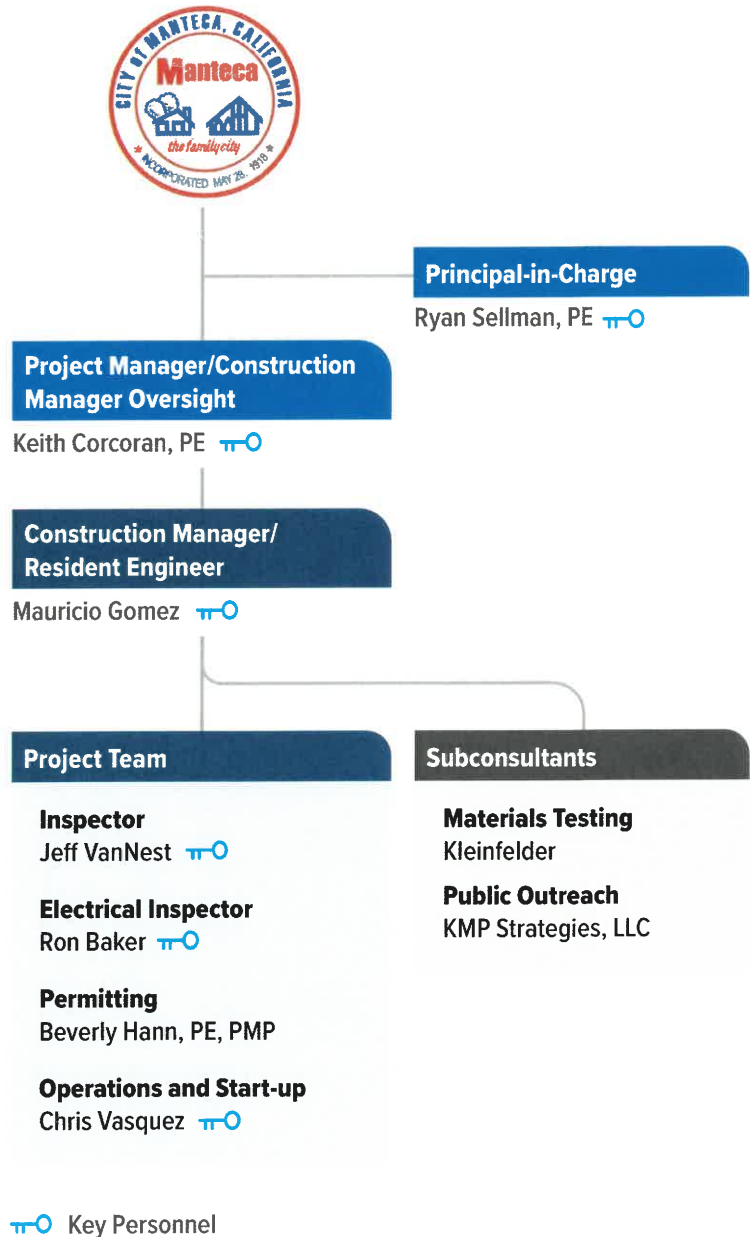 CITY of MANTECA, CALIFORNIA
Manteca
the family city
INCORPORATED MAY 28, 1918
Principal-in-Charge
Ryan Sellman, PE
Project Manager/Construction
Manager Oversight
Keith Corcoran, PE
Construction Manager/
Resident Engineer
Mauricio Gomez
Project Team
Inspector
Jeff VanNest
Electrical Inspector
Ron Baker
Permitting
Beverly Hann, PE, PMP
Operations and Start-up
Chris Vasquez
Subconsultants
Materials Testing
Kleinfelder
Public Outreach
KMP Strategies, LLC
Key Personnel